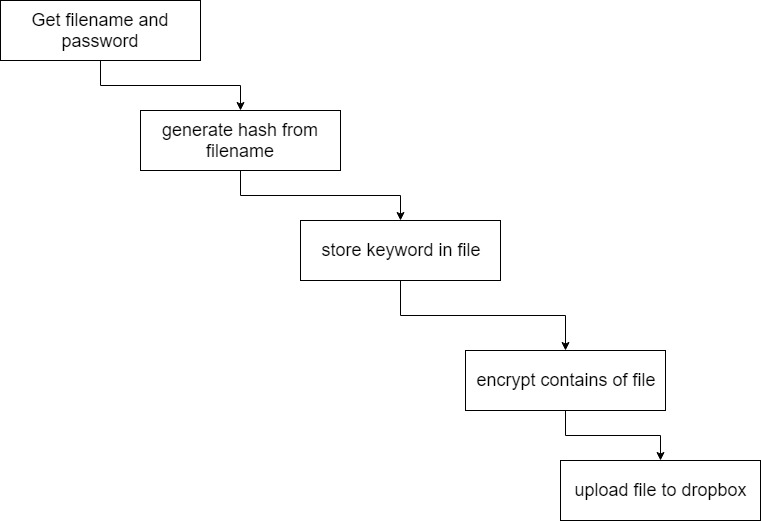 Get filename and
password
generate hash from
filename
store keyword in file
encrypt contains of file
upload file to dropbox